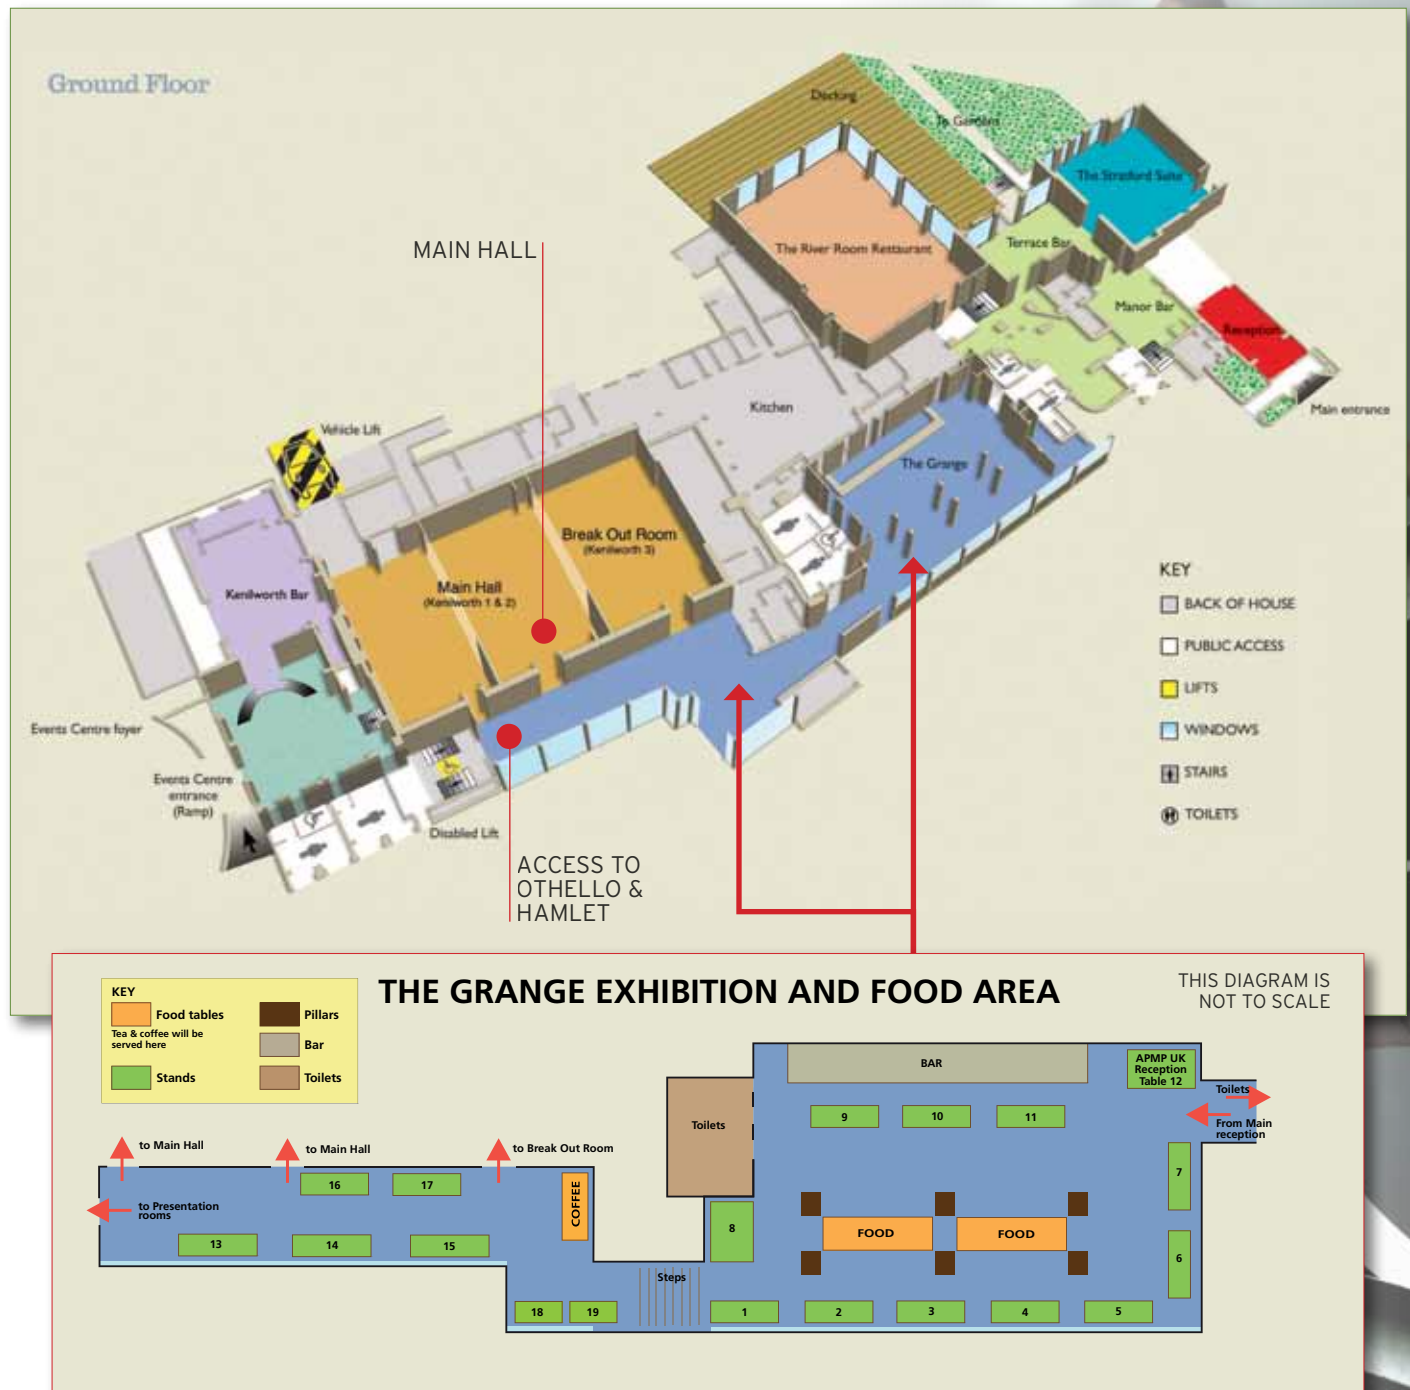 Ground Floor
Decking
To Gardens
The Stratford Suite
MAIN HALL
The River Room Restaurant
Terrace Bar
Manor Bar
Reception
Main entrance
Kitchen
Vehicle Lift
The Grange
Break Out Room
(Kenilworth 3)
Main Hall
(Kenilworth 1 & 2)
Kenilworth Bar
Events Centre foyer
Events Centre
entrance
(Ramp)
Disabled Lift
ACCESS TO
OTHELLO &
HAMLET
KEY
BACK OF HOUSE
PUBLIC ACCESS
LIFTS
WINDOWS
STAIRS
TOILETS
THE GRANGE EXHIBITION AND FOOD AREA
THIS DIAGRAM IS
NOT TO SCALE
KEY
Food tables
Tea & coffee will be
served here
Stands
Pillars
Bar
Toilets
BAR
APMP UK
Reception
Table 12
Toilets
From Main
reception
9
10
11
Toilets
to Main Hall
to Main Hall
to Break Out Room
to Presentation
rooms
16
17
COFFEE
13
14
15
18
19
Steps
8
FOOD
FOOD
7
6
1
2
3
4
5